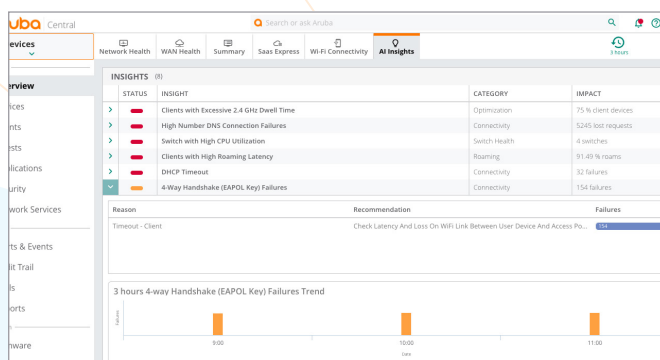 uba Central
Search or ask Aruba
evices
Network Health WAN Health Summary Saas Express Wi-Fi Connectivity AI Insights
3 hours
INSIGHTS (8)
STATUS INSIGHT CATEGORY IMPACT
Clients with Excessive 2.4 GHz Dwell Time Optimization 75 % client devices
High Number DNS Connection Failures Connectivity 5245 lost requests
Switch with High CPU Utilization Switch Health 4 switches
Clients with High Roaming Latency Roaming 91.49 % roams
DHCP Timeout Connectivity 32 failures
4-Way Handshake (EAPOL Key) Failures Connectivity 154 failures
Reason Recommendation Failures
Timeout - Client Check Latency And Loss On WiFi Link Between User Device And Access Po... 154
3 hours 4-way Handshake (EAPOL Key) Failures Trend
Failures
9:00 10:00 11:00
Date
erview
ices
nts
ests
lications
urity
work Services
ts & Events
lit Trail
ls
orts
nware